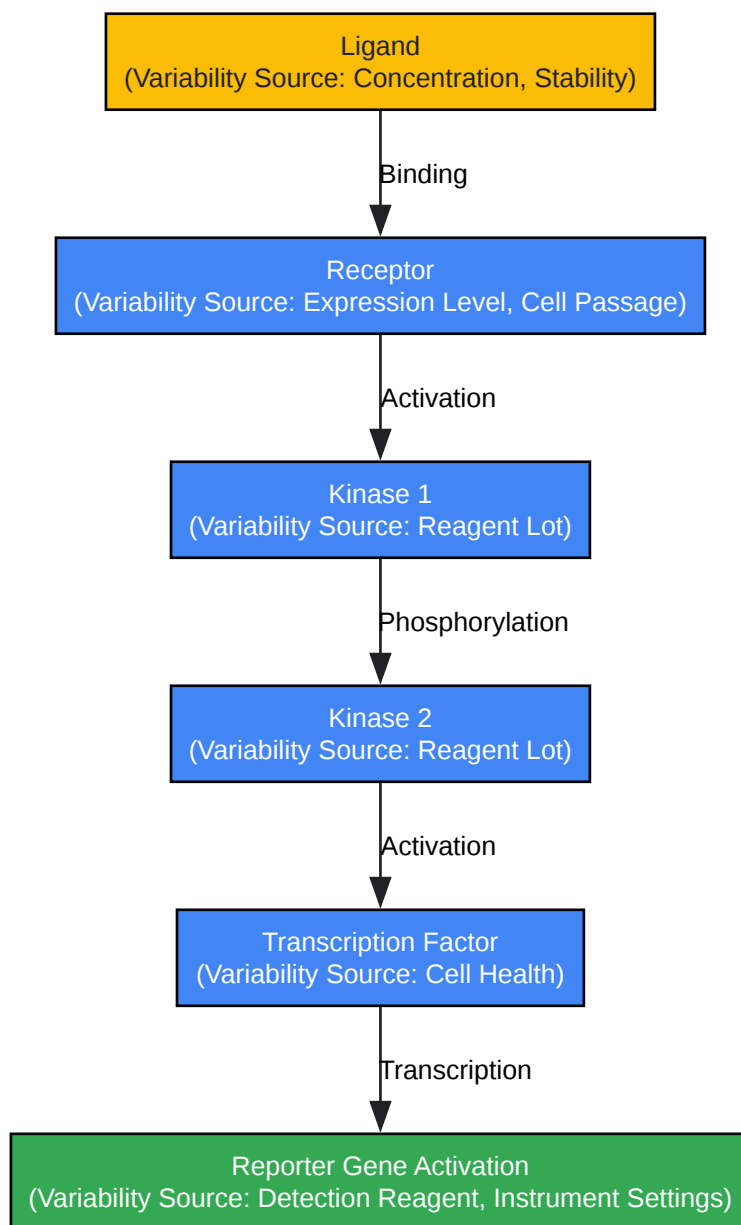 Ligand
(Variability Source: Concentration, Stability)
Binding
Receptor
(Variability Source: Expression Level, Cell Passage)
Activation
Kinase 1
(Variability Source: Reagent Lot)
Phosphorylation
Kinase 2
(Variability Source: Reagent Lot)
Activation
Transcription Factor
(Variability Source: Cell Health)
Transcription
Reporter Gene Activation
(Variability Source: Detection Reagent, Instrument Settings)